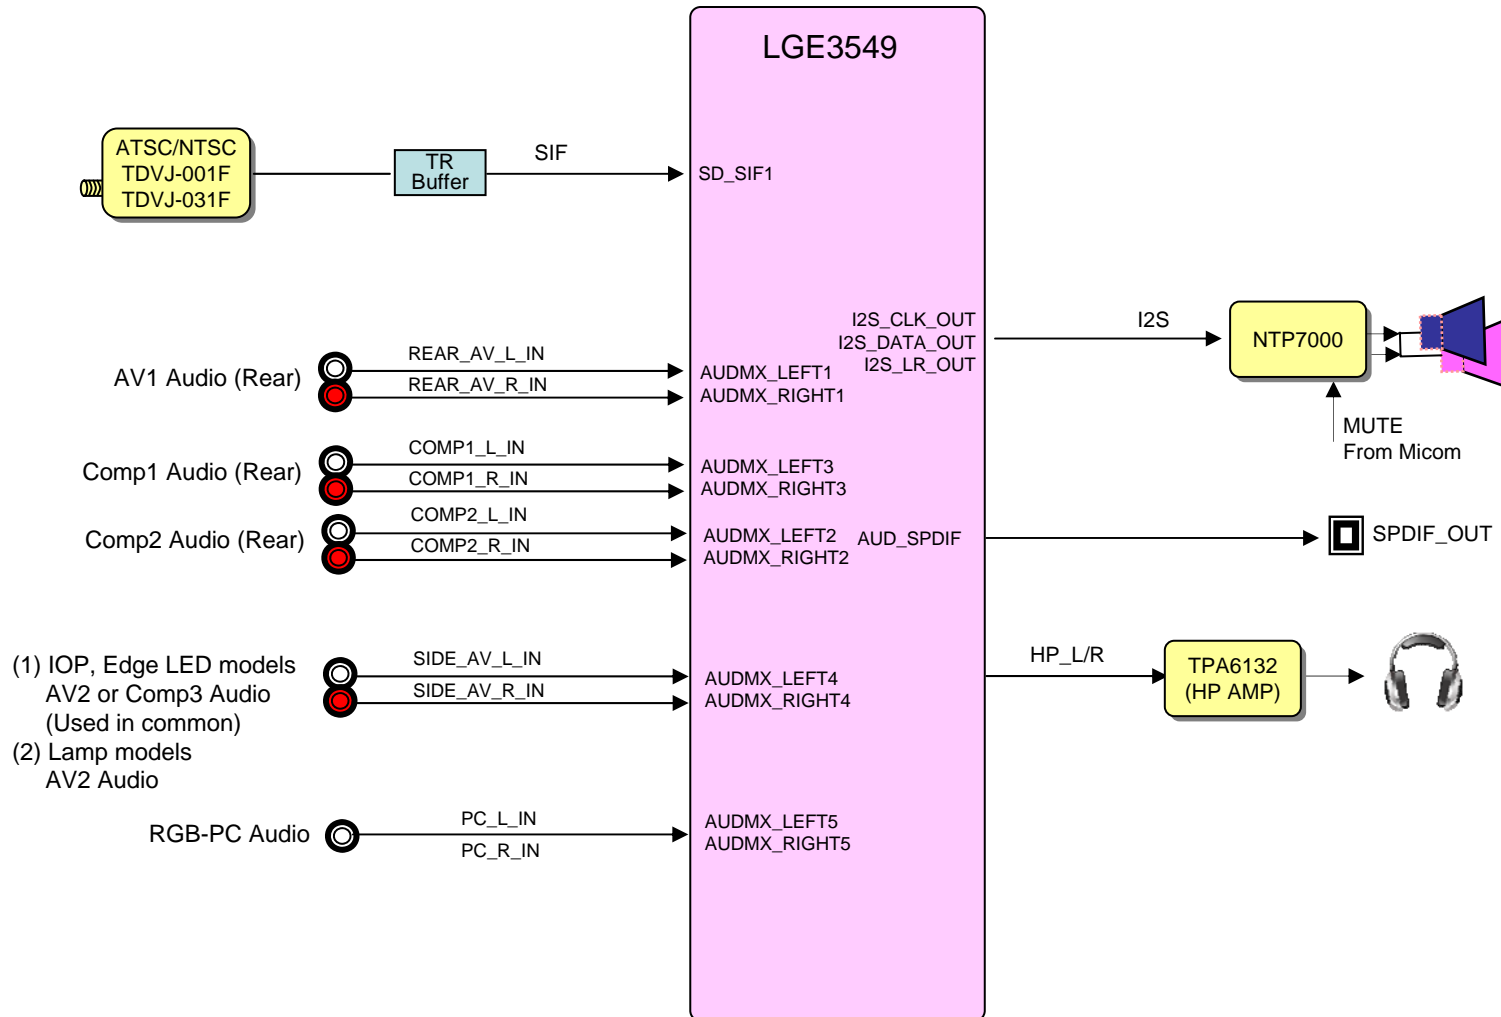 LGE3549
ATSC/NTSC
TDVJ-001F
TDVJ-031F
TR
Buffer
SIF
SD_SIF1
I2S_CLK_OUT
I2S_DATA_OUT
I2S_LR_OUT
I2S
NTP7000
MUTE
From Micom
AV1 Audio (Rear)
REAR_AV_L_IN
REAR_AV_R_IN
AUDMX_LEFT1
AUDMX_RIGHT1
Comp1 Audio (Rear)
COMP1_L_IN
COMP1_R_IN
AUDMX_LEFT3
AUDMX_RIGHT3
Comp2 Audio (Rear)
COMP2_L_IN
COMP2_R_IN
AUDMX_LEFT2
AUDMX_RIGHT2
AUD_SPDIF
SPDIF_OUT
(1) IOP, Edge LED models
AV2 or Comp3 Audio
(Used in common)
(2) Lamp models
AV2 Audio
SIDE_AV_L_IN
SIDE_AV_R_IN
AUDMX_LEFT4
AUDMX_RIGHT4
HP_L/R
TPA6132
(HP AMP)
RGB-PC Audio
PC_L_IN
PC_R_IN
AUDMX_LEFT5
AUDMX_RIGHT5